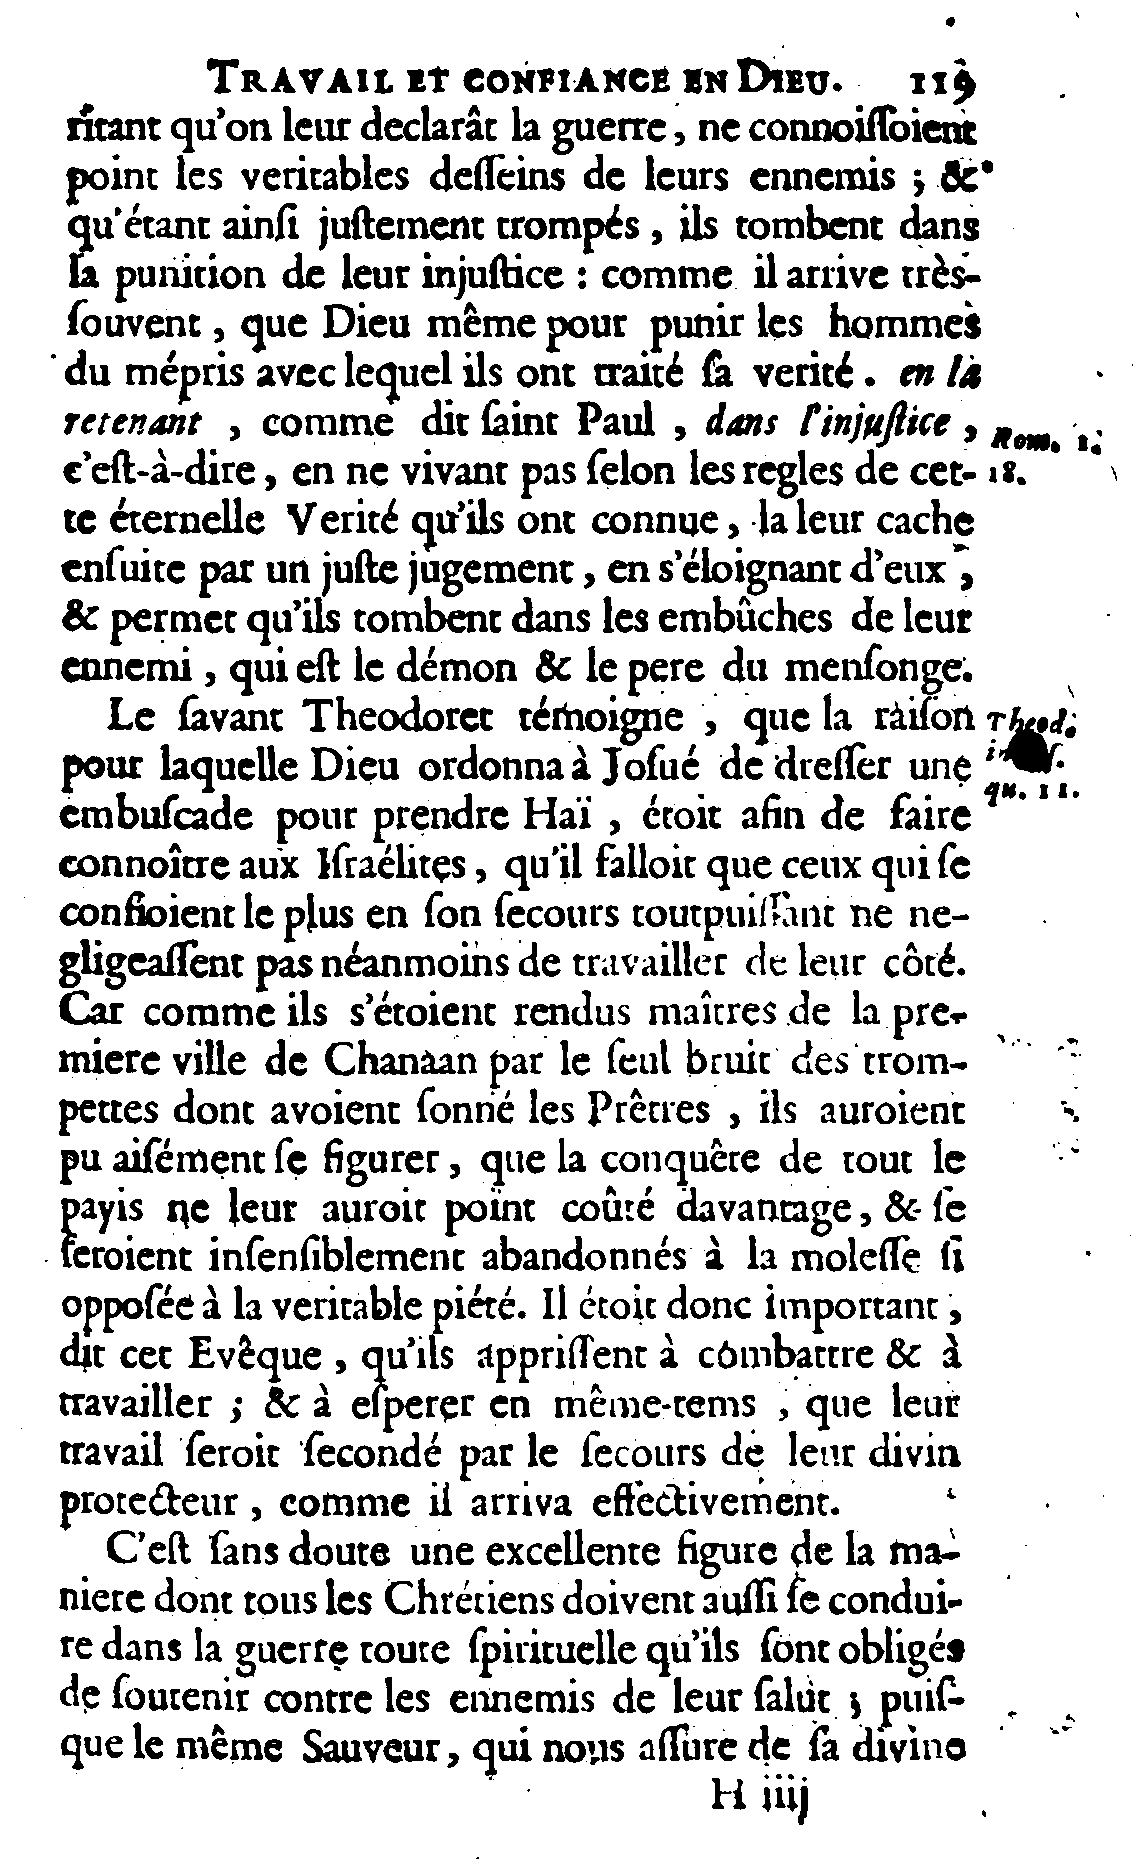 TRAVAIL ET CONFIANCE EN DIEU. 119
ritant qu'on leur declarât la guerre, ne connoiſſoient
point les veritables deſſeins de leurs ennemis ; &
qu'étant ainſi juſtement trompés, ils tombent dans
la punition de leur injuſtice : comme il arrive très-
ſouvent, que Dieu même pour punir les hommes
du mépris avec lequel ils ont traité ſa verité. en la
retenant, comme dit ſaint Paul, dans l'injuſtice, Rom. 1.
c'eſt-à-dire, en ne vivant pas ſelon les regles de cet- 18.
te éternelle Verité qu'ils ont connue, la leur cache
enſuite par un juſte jugement, en s'éloignant d'eux,
& permet qu'ils tombent dans les embûches de leur
ennemi, qui eſt le démon & le pere du menſonge.
Le ſavant Theodoret témoigne, que la raiſon Theod.
pour laquelle Dieu ordonna à Joſué de dreſſer une
embuſcade pour prendre Haï, étoit afin de faire qu. 11.
connoître aux Iſraélites, qu'il falloit que ceux qui ſe
confioient le plus en ſon ſecours toutpuiſſant ne ne-
gligeaſſent pas néanmoins de travailler de leur côté.
Car comme ils s'étoient rendus maîtres de la pre-
miere ville de Chanaan par le ſeul bruit des trom-
pettes dont avoient ſonné les Prêtres, ils auroient
pu aiſément ſe figurer, que la conquête de tout le
payis ne leur auroit point coûté davantage, & ſe
ſeroient inſenſiblement abandonnés à la moleſſe ſi
oppoſée à la veritable piété. Il étoit donc important,
dit cet Evêque, qu'ils appriſſent à combattre & à
travailler ; & à eſperer en même-tems, que leur
travail ſeroit ſecondé par le ſecours de leur divin
protecteur, comme il arriva effectivement.
C'eſt ſans doute une excellente figure de la ma-
niere dont tous les Chrétiens doivent auſſi ſe condui-
re dans la guerre toute ſpirituelle qu'ils ſont obligés
de ſoutenir contre les ennemis de leur ſalut ; puiſ-
que le même Sauveur, qui nous aſſure de ſa divine
H iiij